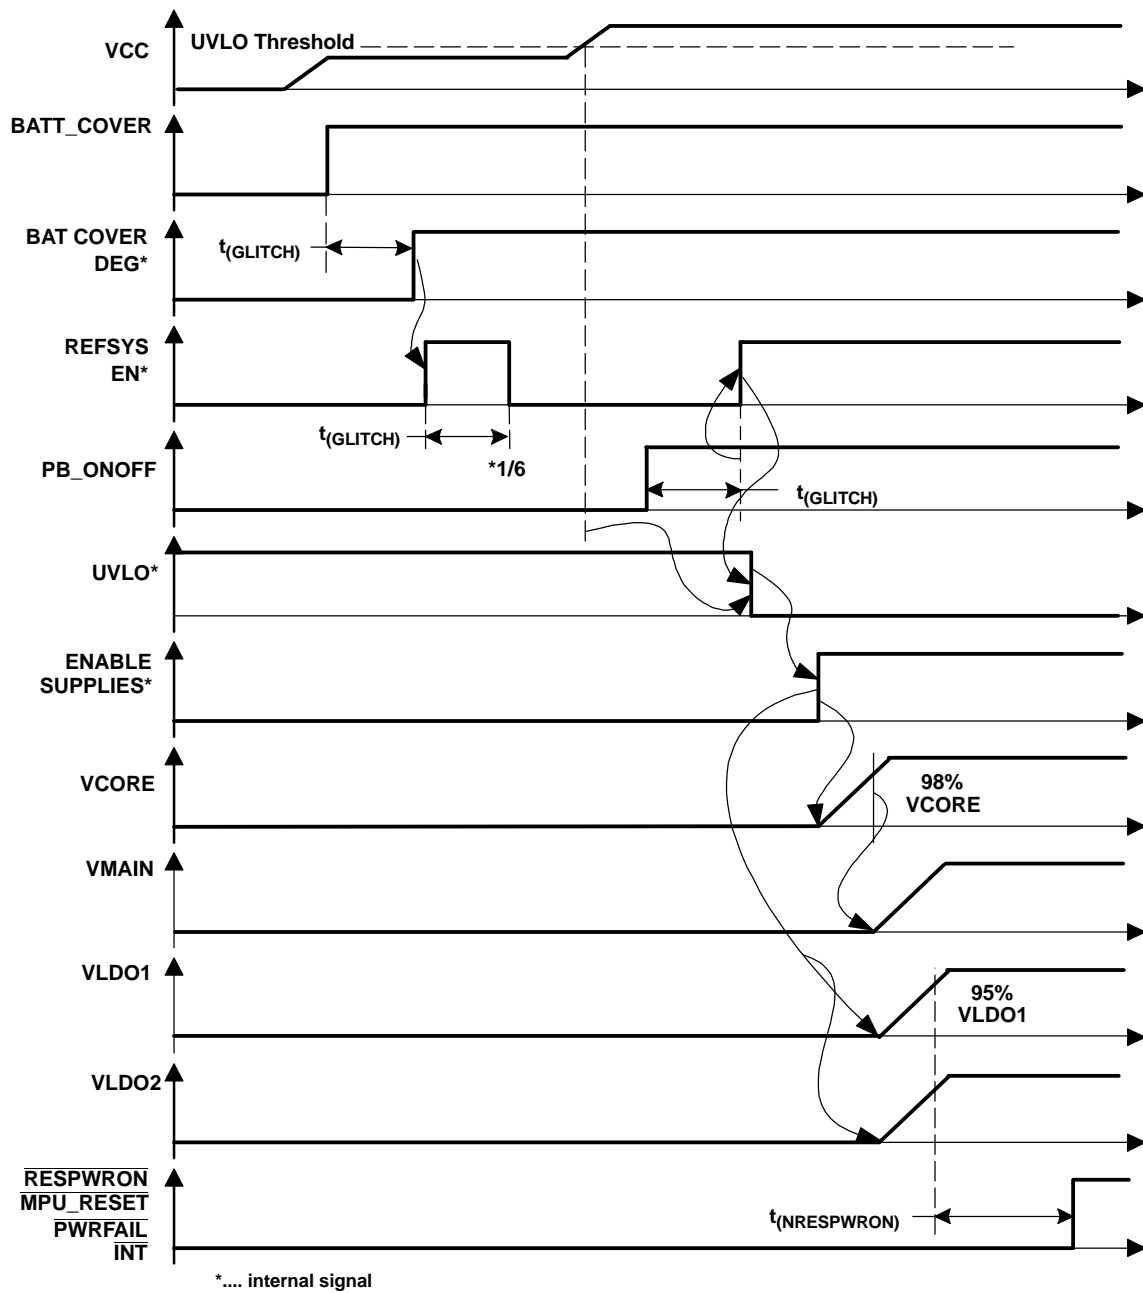 VCC
UVLO Threshold
BATT_COVER
BAT COVER
DEG*
t(GLITCH)
REFSYS
EN*
t(GLITCH)
*1/6
PB_ONOFF
t(GLITCH)
UVLO*
ENABLE
SUPPLIES*
VCORE
98%
VCORE
VMAIN
VLDO1
95%
VLDO1
VLDO2
RESPWRON
MPU_RESET
PWRFAIL
INT
t(NRESPWRON)
*.... internal signal